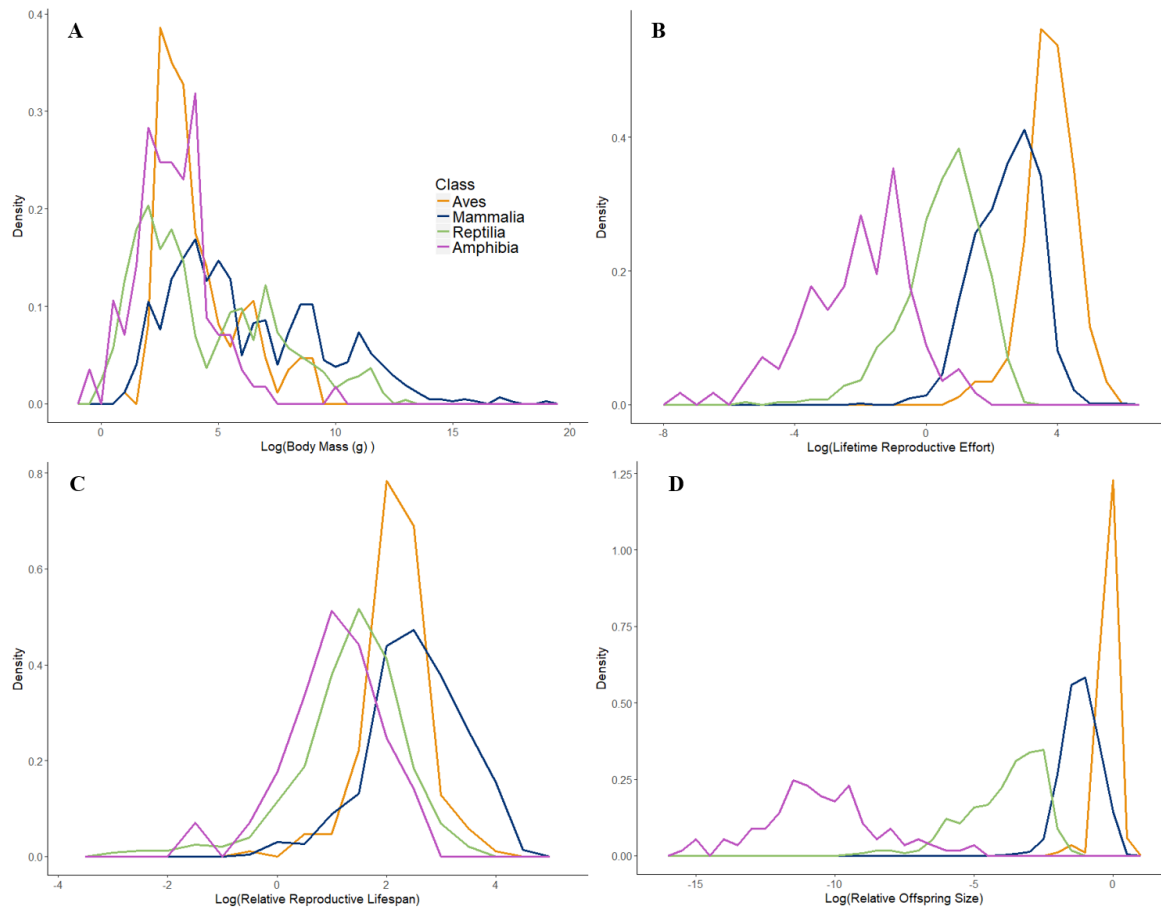 A
0.4
0.3
0.2
0.1
0.0
Density
0
5
10
15
20
Log(Body Mass (g) )
Class
Aves
Mammalia
Reptilia
Amphibia
B
0.4
0.2
0.0
Density
-8
-4
0
4
Log(Lifetime Reproductive Effort)
C
0.8
0.6
0.4
0.2
0.0
Density
-4
-2
0
2
4
Log(Relative Reproductive Lifespan)
D
1.25
1.00
0.75
0.50
0.25
0.00
Density
-15
-10
-5
0
Log(Relative Offspring Size)